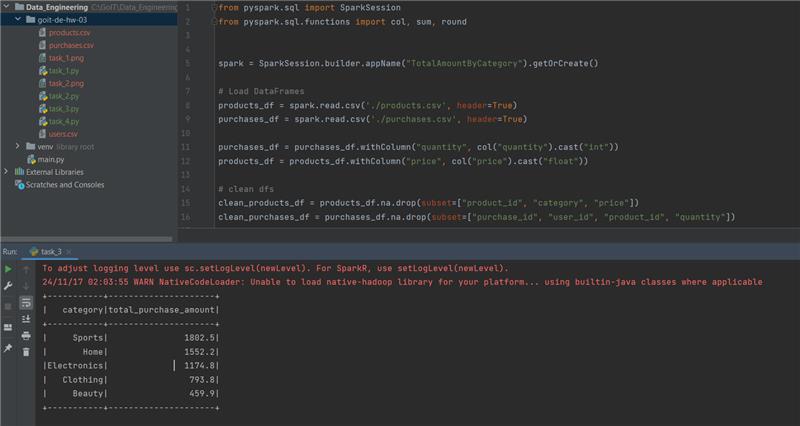 Data_Engineering C:\GoIT\Data_Engineering
goit-de-hw-03
products.csv
purchases.csv
task_1.png
task_1.py
task_2.png
task_2.py
task_3.py
task_4.py
users.csv
venv library root
main.py
External Libraries
Scratches and Consoles
1 from pyspark.sql import SparkSession
2 from pyspark.sql.functions import col, sum, round
3
4
5 spark = SparkSession.builder.appName("TotalAmountByCategory").getOrCreate()
6
7 # Load DataFrames
8 products_df = spark.read.csv('./products.csv', header=True)
9 purchases_df = spark.read.csv('./purchases.csv', header=True)
10
11 purchases_df = purchases_df.withColumn("quantity", col("quantity").cast("int"))
12 products_df = products_df.withColumn("price", col("price").cast("float"))
13
14 # clean dfs
15 clean_products_df = products_df.na.drop(subset=["product_id", "category", "price"])
16 clean_purchases_df = purchases_df.na.drop(subset=["purchase_id", "user_id", "product_id", "quantity"])
Run: task_3
To adjust logging level use sc.setLogLevel(newLevel). For SparkR, use setLogLevel(newLevel).
24/11/17 02:03:55 WARN NativeCodeLoader: Unable to load native-hadoop library for your platform... using builtin-java classes where applicable
+-----------+---------------------+
|   category|total_purchase_amount|
+-----------+---------------------+
|     Sports|               1802.5|
|       Home|               1552.2|
|Electronics|               1174.8|
|   Clothing|                793.8|
|     Beauty|                459.9|
+-----------+---------------------+